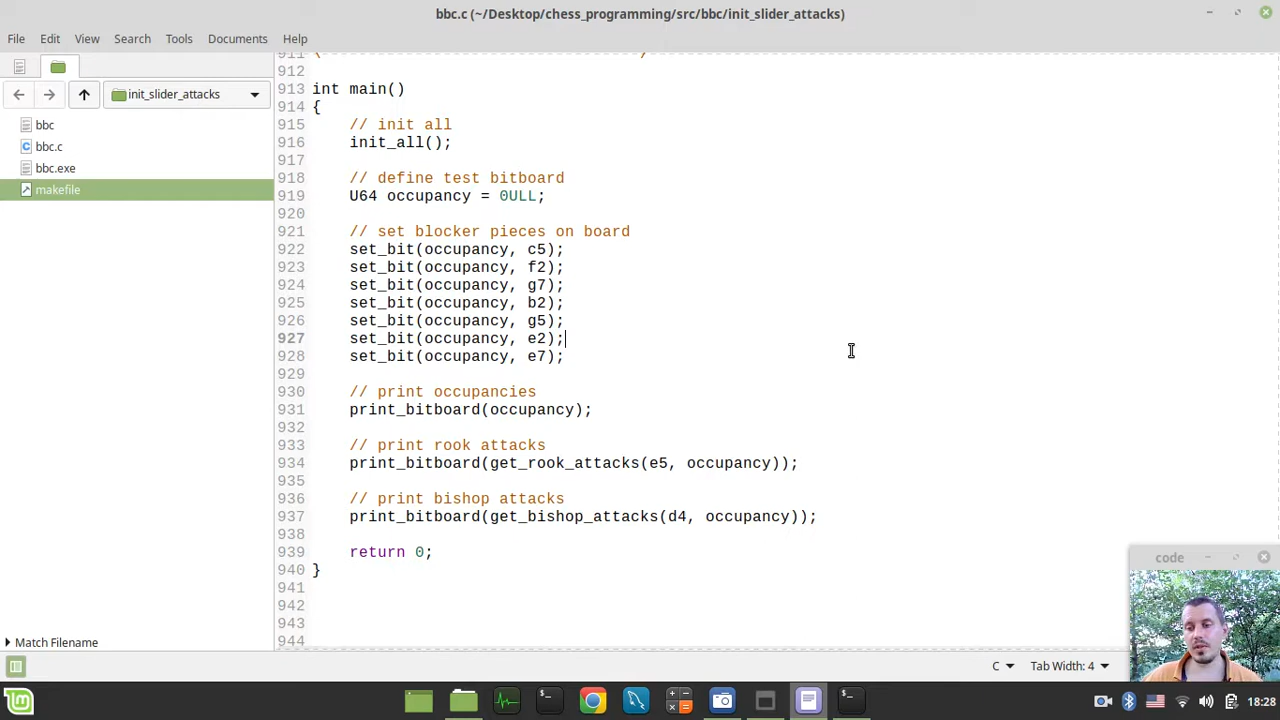 bbc.c (~/Desktop/chess_programming/src/bbc/init_slider_attacks)
File Edit View Search Tools Documents Help
init_slider_attacks
bbc
bbc.c
bbc.exe
makefile
Match Filename
912
913 int main()
914 {
915 // init all
916 init_all();
917
918 // define test bitboard
919 U64 occupancy = 0ULL;
920
921 // set blocker pieces on board
922 set_bit(occupancy, c5);
923 set_bit(occupancy, f2);
924 set_bit(occupancy, g7);
925 set_bit(occupancy, b2);
926 set_bit(occupancy, g5);
927 set_bit(occupancy, e2);
928 set_bit(occupancy, e7);
929
930 // print occupancies
931 print_bitboard(occupancy);
932
933 // print rook attacks
934 print_bitboard(get_rook_attacks(e5, occupancy));
935
936 // print bishop attacks
937 print_bitboard(get_bishop_attacks(d4, occupancy));
938
939 return 0;
940 }
941
942
943
944
code
C Tab Width: 4
18:28